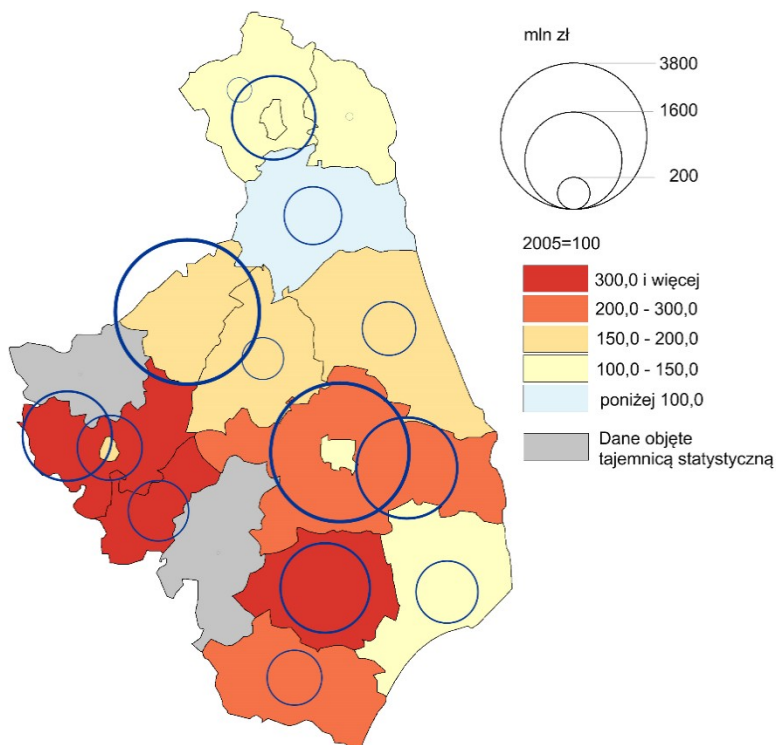 mln zł
3800
1600
200
2005=100
300,0 i więcej
200,0 - 300,0
150,0 - 200,0
100,0 - 150,0
poniżej 100,0
Dane objęte
tajemnicą statystyczną